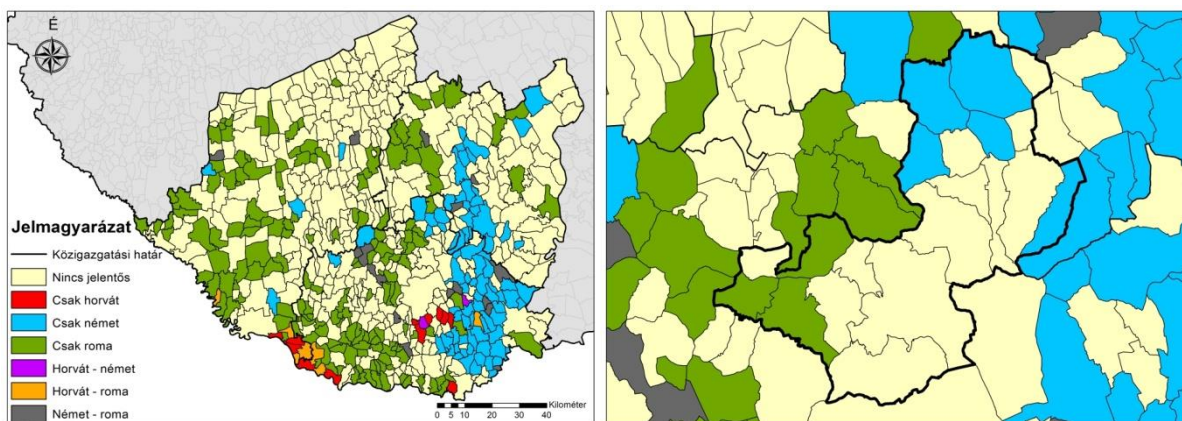 É
Jelmagyarázat
Közigazgatási határ
Nincs jelentős
Csak horvát
Csak német
Csak roma
Horvát - német
Horvát - roma
Német - roma
Kilométer
0 5 10 20 30 40